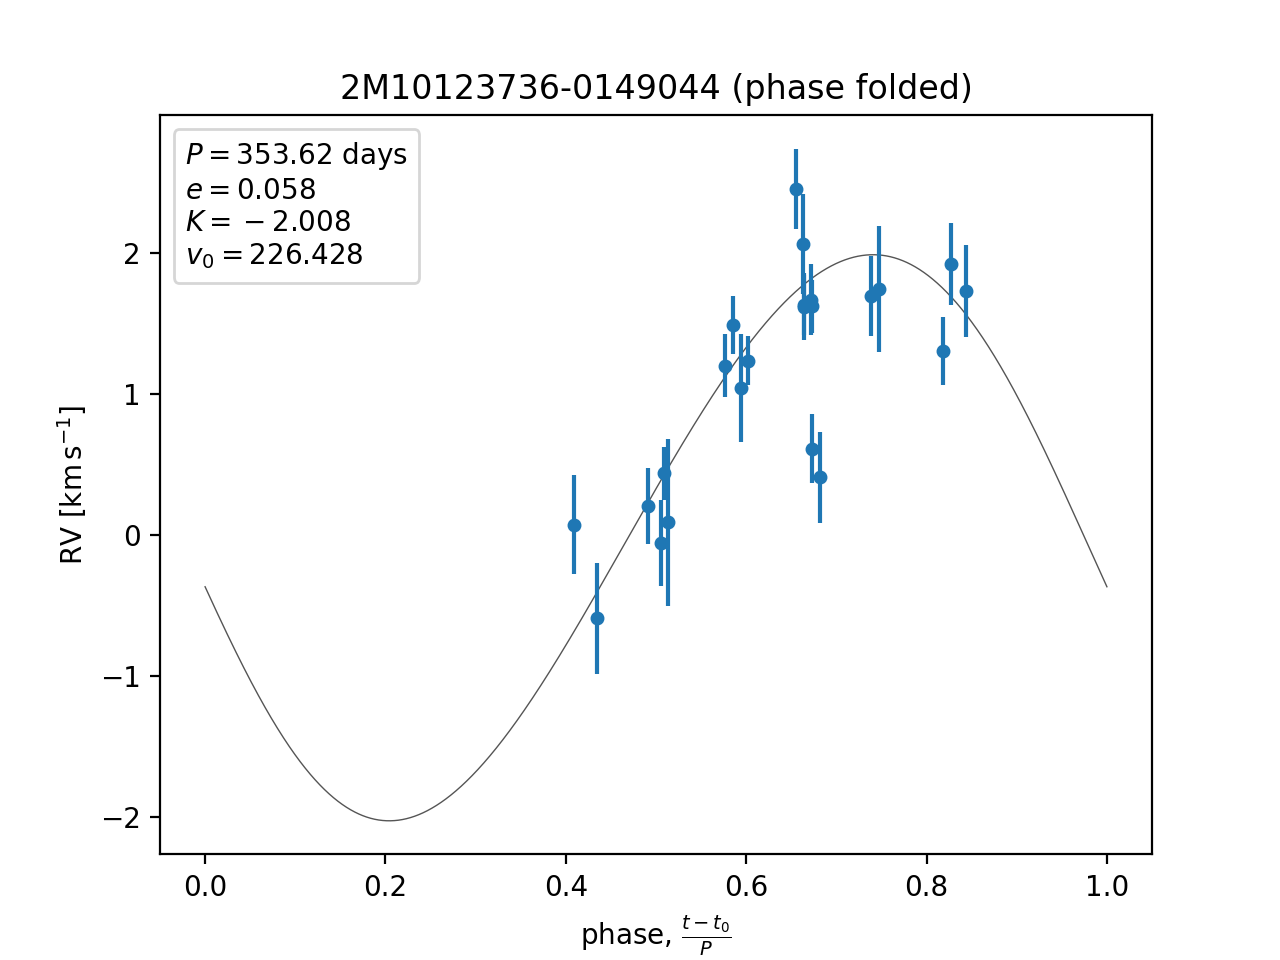 2M10123736-0149044 (phase folded)
P = 353.62 days
e = 0.058
K = −2.008
v₀ = 226.428
RV [km s⁻¹]
2
1
0
−1
−2
0.0 0.2 0.4 0.6 0.8 1.0
phase, (t − t₀)/P